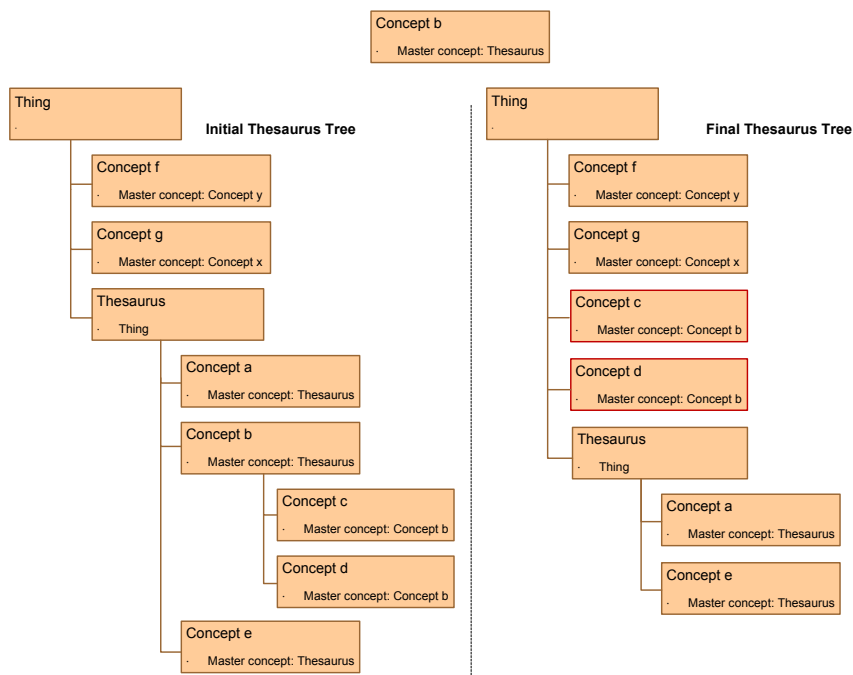 Concept b
· Master concept: Thesaurus
Thing
·
Initial Thesaurus Tree
Concept f
· Master concept: Concept y
Concept g
· Master concept: Concept x
Thesaurus
· Thing
Concept a
· Master concept: Thesaurus
Concept b
· Master concept: Thesaurus
Concept c
· Master concept: Concept b
Concept d
· Master concept: Concept b
Concept e
· Master concept: Thesaurus
Thing
·
Final Thesaurus Tree
Concept f
· Master concept: Concept y
Concept g
· Master concept: Concept x
Concept c
· Master concept: Concept b
Concept d
· Master concept: Concept b
Thesaurus
· Thing
Concept a
· Master concept: Thesaurus
Concept e
· Master concept: Thesaurus